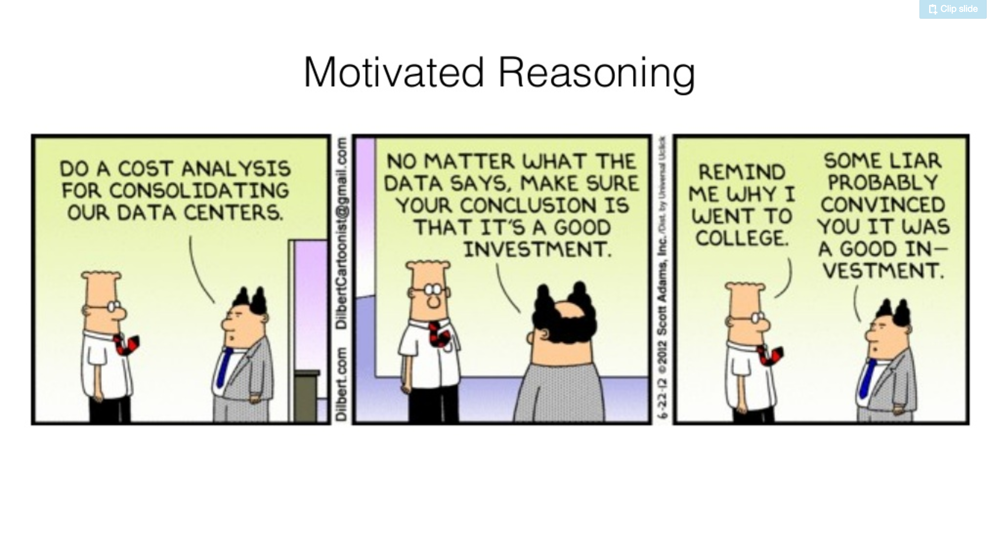 Clip slide
Motivated Reasoning
DO A COST ANALYSIS
FOR CONSOLIDATING
OUR DATA CENTERS.
Dilbert.com DilbertCartoonist@gmail.com
NO MATTER WHAT THE
DATA SAYS, MAKE SURE
YOUR CONCLUSION IS
THAT IT'S A GOOD
INVESTMENT.
6-22-12 ©2012 Scott Adams, Inc. /Dist. by Universal Uclick
REMIND
ME WHY I
WENT TO
COLLEGE.
SOME LIAR
PROBABLY
CONVINCED
YOU IT WAS
A GOOD IN-
VESTMENT.